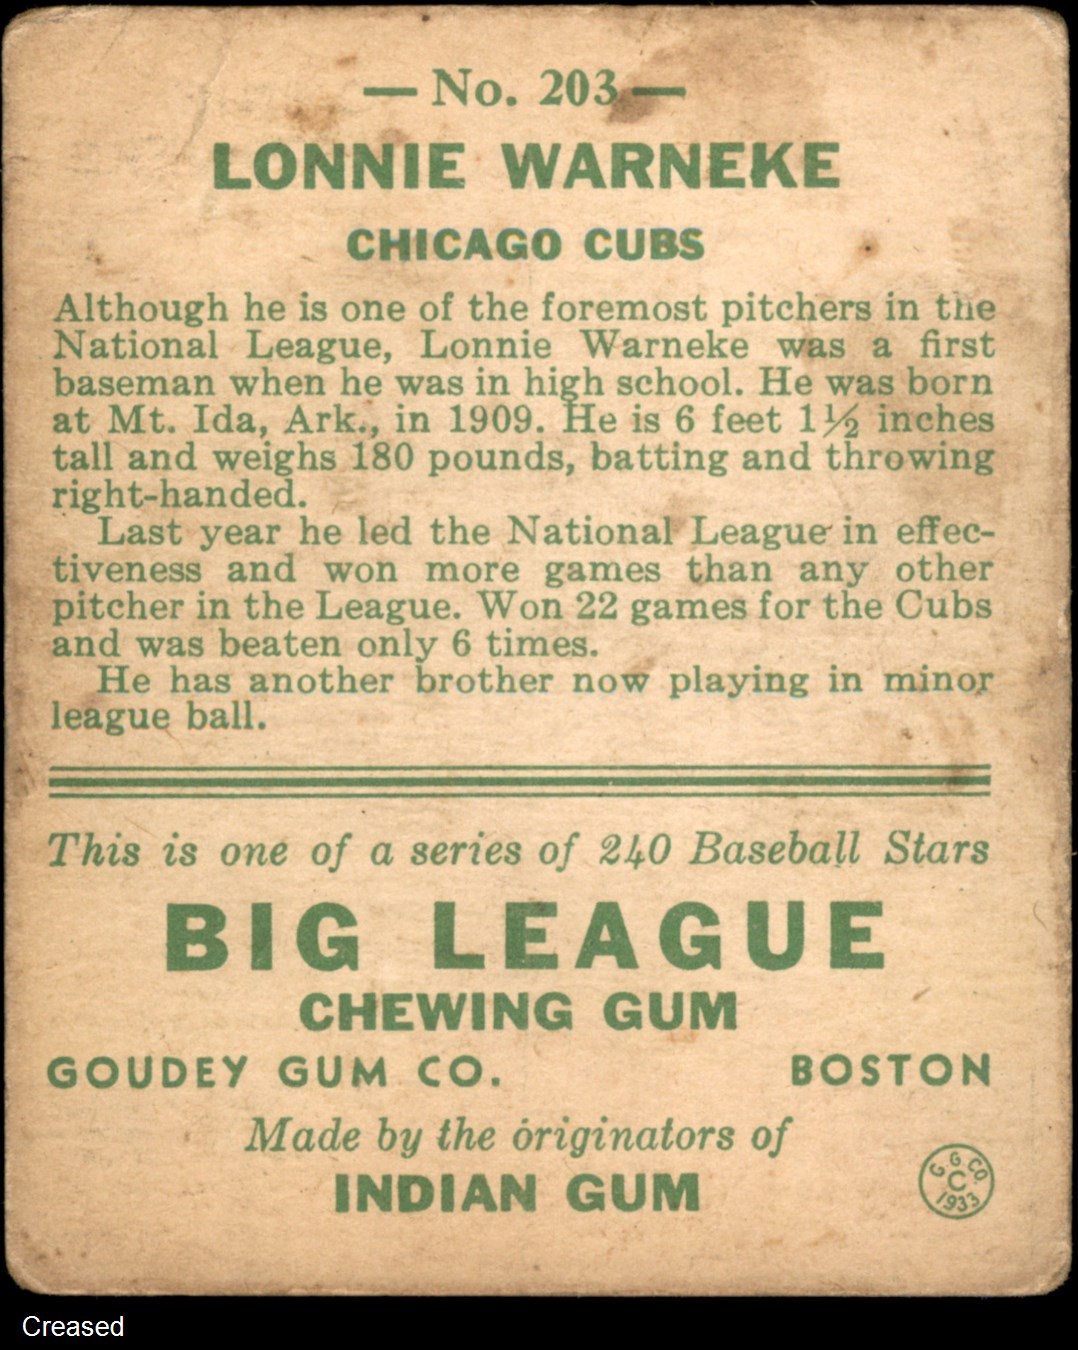 — No. 203 —
LONNIE WARNEKE
CHICAGO CUBS
Although he is one of the foremost pitchers in the
National League, Lonnie Warneke was a first
baseman when he was in high school. He was born
at Mt. Ida, Ark., in 1909. He is 6 feet 1½ inches
tall and weighs 180 pounds, batting and throwing
right-handed.
Last year he led the National League in effec-
tiveness and won more games than any other
pitcher in the League. Won 22 games for the Cubs
and was beaten only 6 times.
He has another brother now playing in minor
league ball.
This is one of a series of 240 Baseball Stars
BIG LEAGUE
CHEWING GUM
GOUDEY GUM CO. BOSTON
Made by the originators of
INDIAN GUM
G G CO.
C
1933
Creased